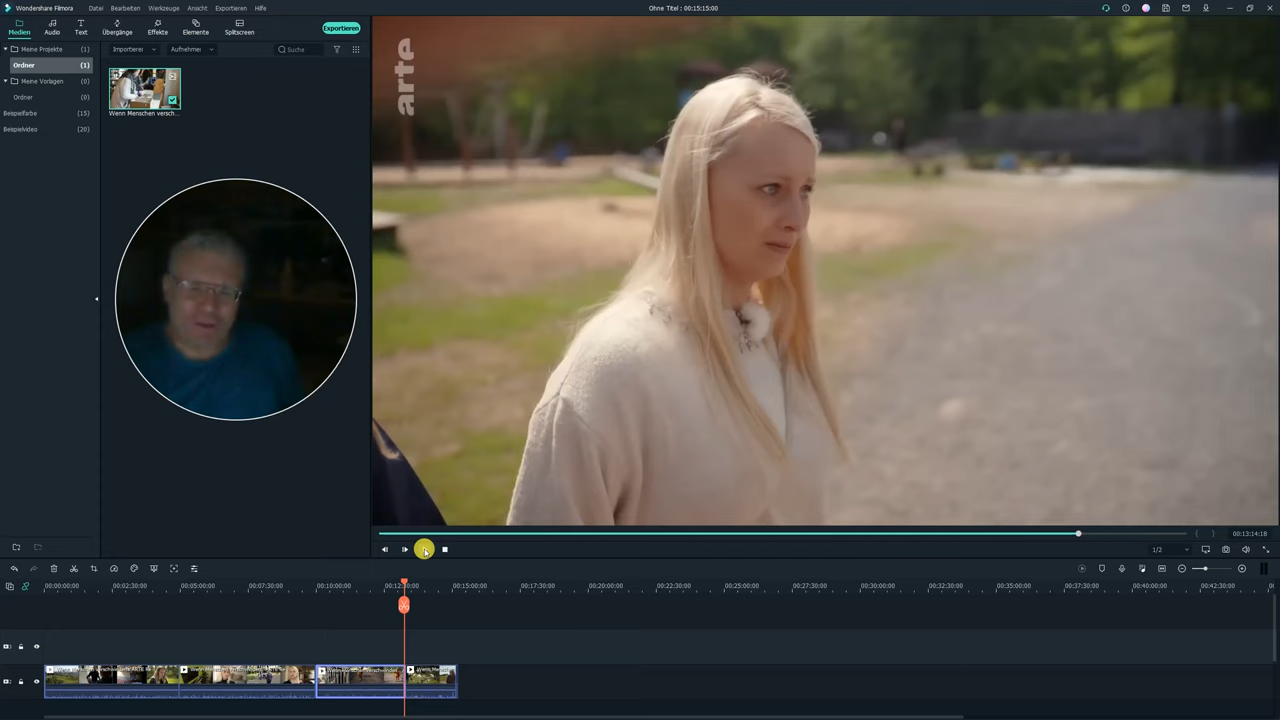 Wondershare Filmora
Datei
Bearbeiten
Werkzeuge
Ansicht
Exportieren
Hilfe
Ohne Titel : 00:15:15:00
Medien
Audio
Text
Übergänge
Effekte
Elemente
Splitscreen
Exportieren
Meine Projekte (1)
Ordner (1)
Meine Vorlagen (0)
Ordner (0)
Beispielfarbe (15)
Beispielvideo (20)
Importieren
Aufnehmen
Suche
Wenn Menschen versch...
arte
00:13:14:18
1/2
00:00:00:00
00:02:30:00
00:05:00:00
00:07:30:00
00:10:00:00
00:15:00:00
00:17:30:00
00:20:00:00
00:22:30:00
00:25:00:00
00:27:30:00
00:30:00:00
00:32:30:00
00:35:00:00
00:37:30:00
00:40:00:00
00:42:30:00